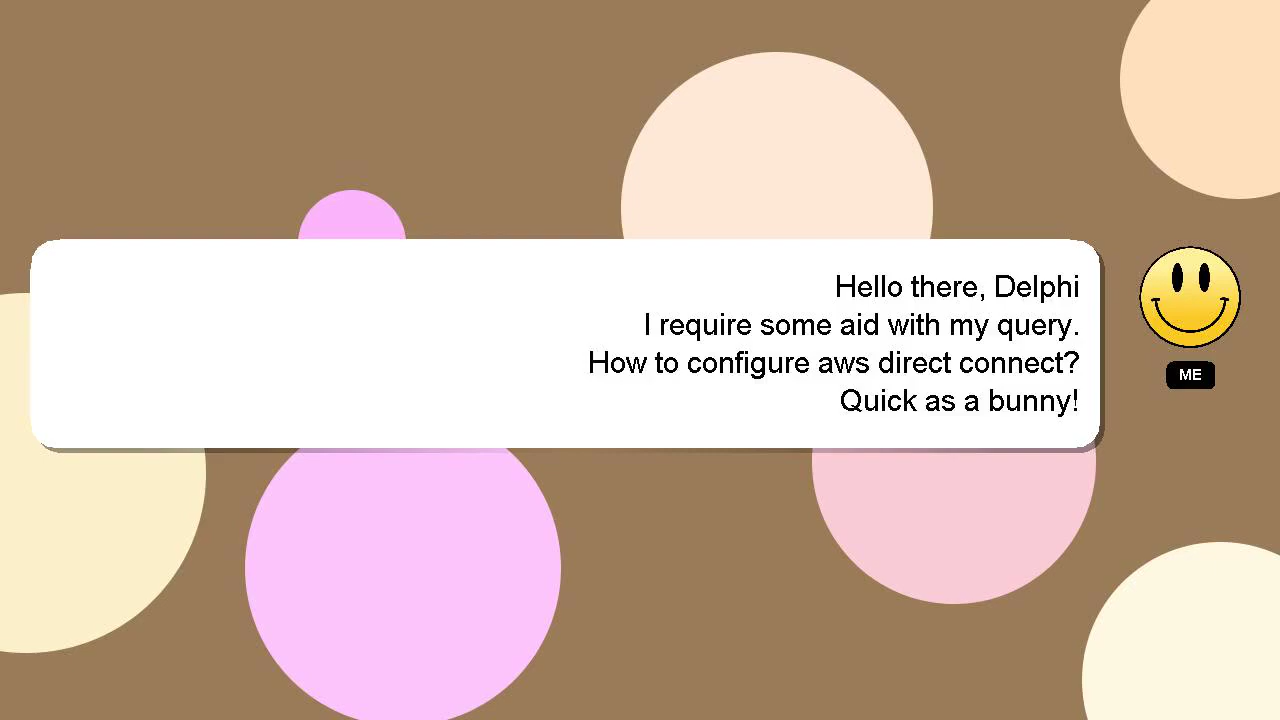 Hello there, Delphi
I require some aid with my query.
How to configure aws direct connect?
Quick as a bunny!
ME